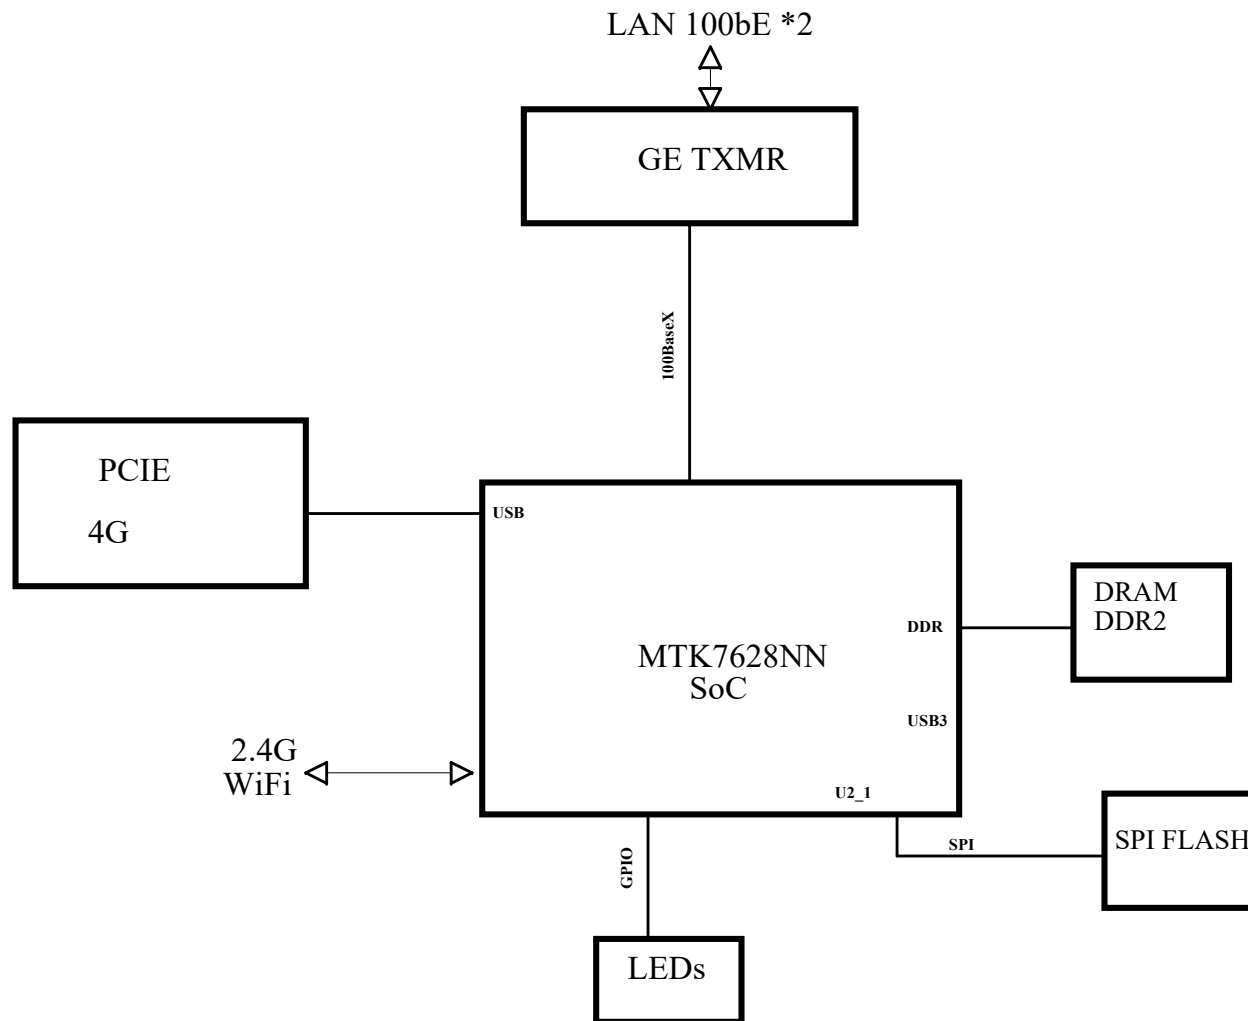 LAN 100bE *2
GE TXMR
100BaseX
PCIE
4G
USB
DRAM
DDR2
DDR
MTK7628NN
SoC
USB3
2.4G
WiFi
U2_1
SPI
SPI FLASH
GPIO
LEDs